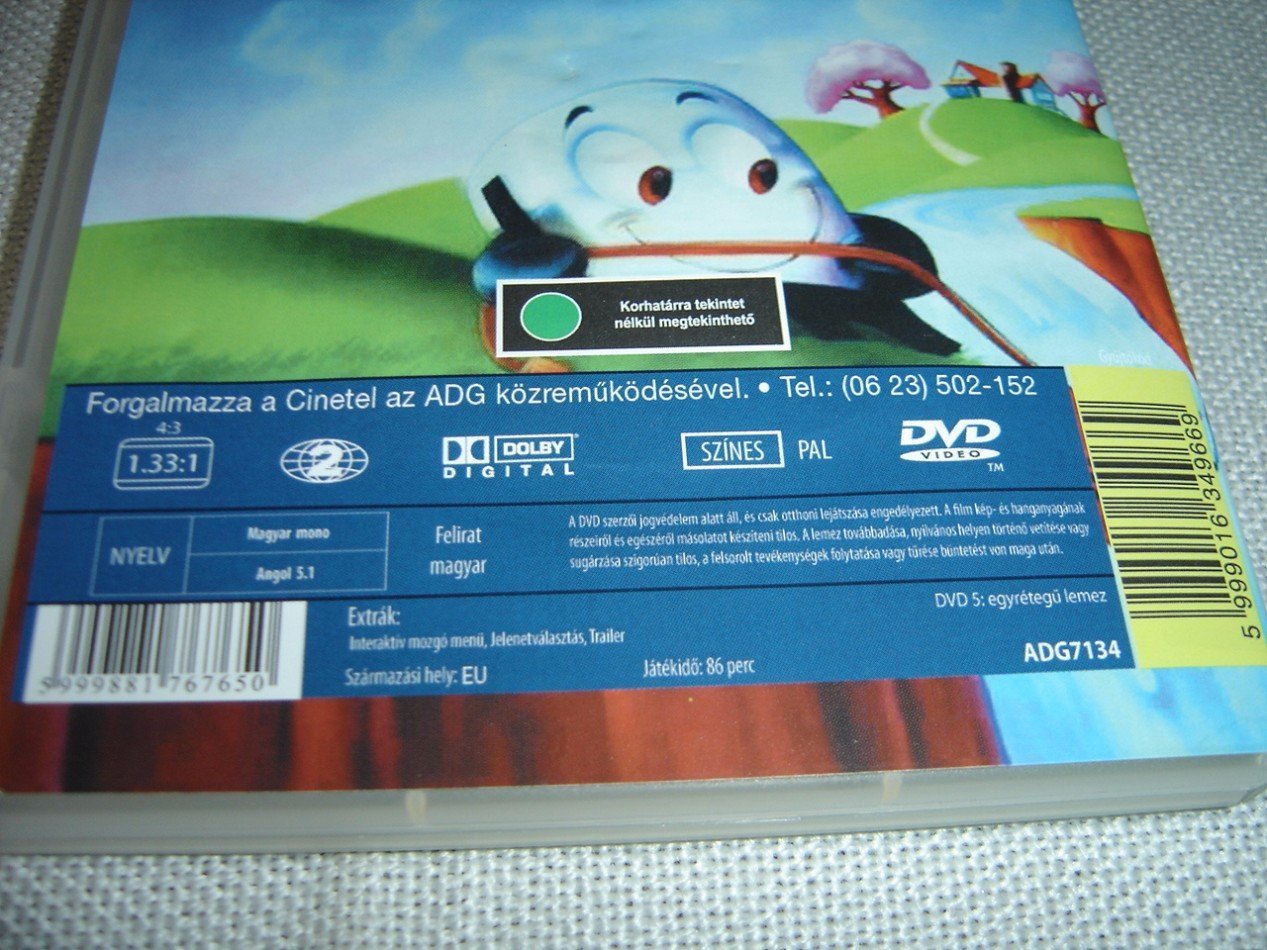 Korhatárra tekintet
nélkül megtekinthető
Gyűjtőkód
Forgalmazza a Cinetel az ADG közreműködésével. • Tel.: (06 23) 502-152
4:3
1.33:1
2
DOLBY
DIGITAL
SZÍNES
PAL
DVD
VIDEO
TM
NYELV
Magyar mono
Angol 5.1
Felirat
magyar
A DVD szerzői jogvédelem alatt áll, és csak otthoni lejátszása engedélyezett. A film kép- és hanganyagának
részeiről és egészéről másolatot készíteni tilos. A lemez továbbadása, nyilvános helyen történő vetítése vagy
sugárzása szigorúan tilos, a felsorolt tevékenységek folytatása vagy tűrése büntetést von maga után.
DVD 5: egyrétegű lemez
Extrák:
Interaktív mozgó menü, Jelenetválasztás, Trailer
Származási hely: EU
Játékidő: 86 perc
ADG7134
5 999881 767650
5 999016 349669